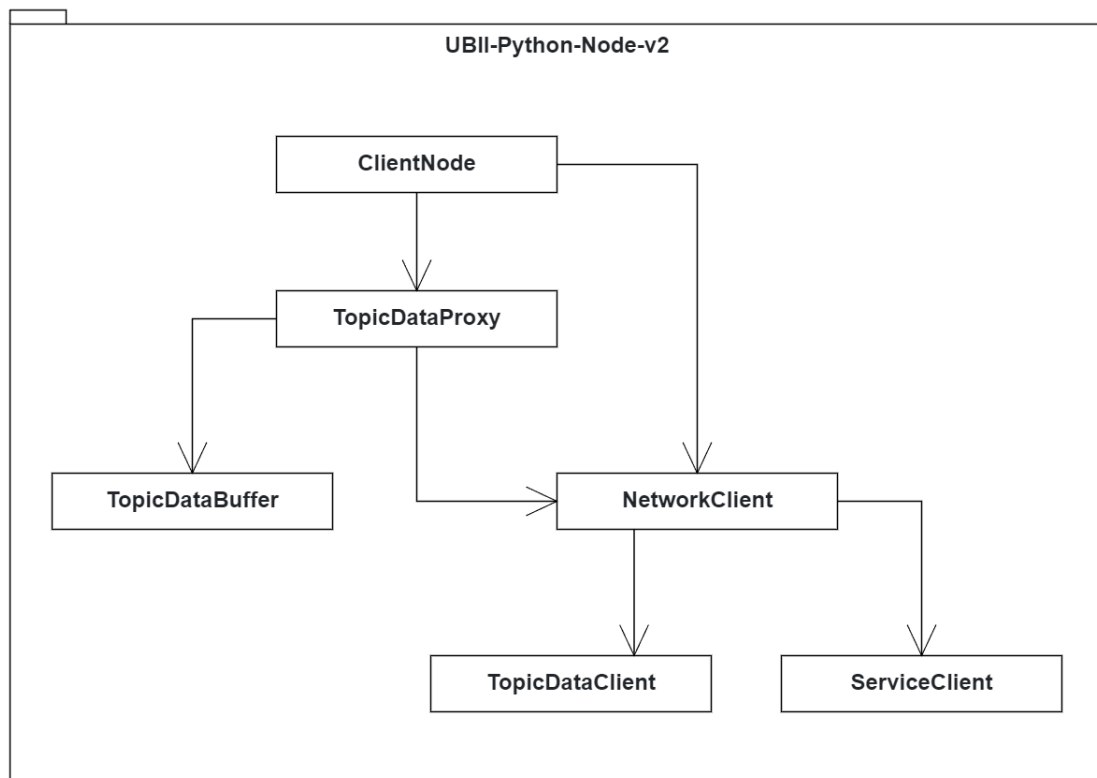 UBII-Python-Node-v2
ClientNode
TopicDataProxy
TopicDataBuffer
NetworkClient
TopicDataClient
ServiceClient